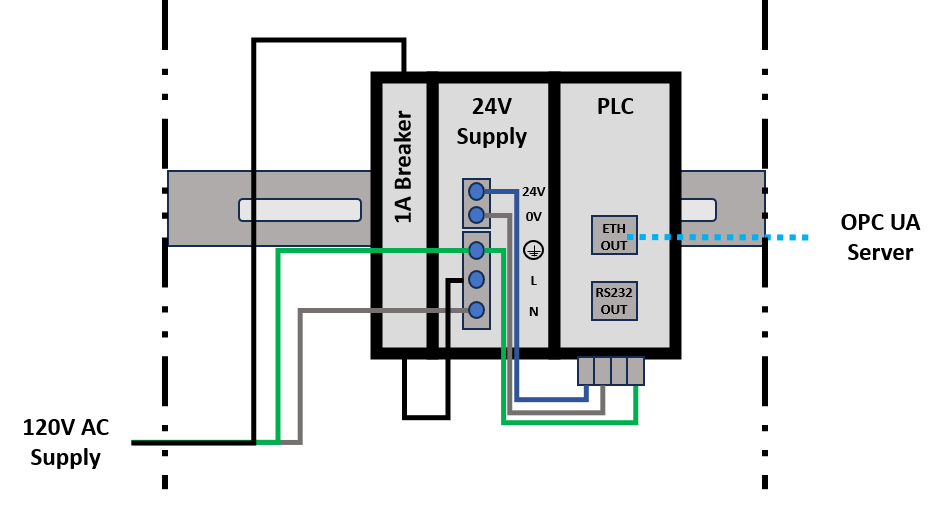 1A Breaker
24V
Supply
PLC
24V
0V
L
N
ETH
OUT
RS232
OUT
OPC UA
Server
120V AC
Supply